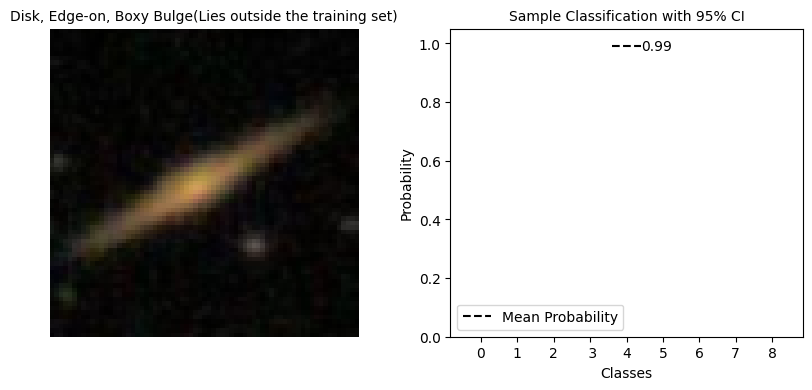 Disk, Edge-on, Boxy Bulge(Lies outside the training set)
Sample Classification with 95% CI
1.0
0.99
0.8
0.6
0.4
0.2
0.0
Probability
Mean Probability
0 1 2 3 4 5 6 7 8
Classes